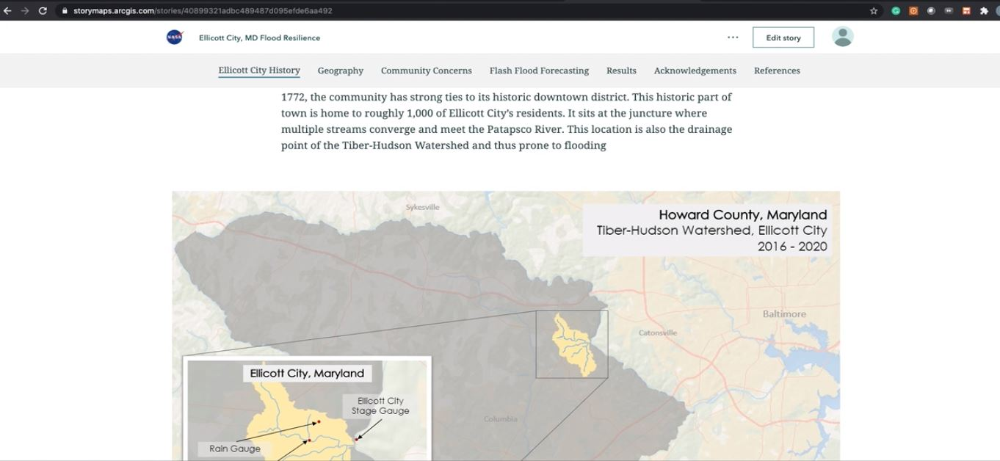 storymaps.arcgis.com/stories/40899321adbc489487d095efde6aa492
NASA
Ellicott City, MD Flood Resilience
Edit story
Ellicott City History Geography Community Concerns Flash Flood Forecasting Results Acknowledgements References
1772, the community has strong ties to its historic downtown district. This historic part of
town is home to roughly 1,000 of Ellicott City’s residents. It sits at the juncture where
multiple streams converge and meet the Patapsco River. This location is also the drainage
point of the Tiber-Hudson Watershed and thus prone to flooding
Sykesville
Howard County, Maryland
Tiber-Hudson Watershed, Ellicott City
2016 - 2020
Baltimore
Catonsville
Ellicott City, Maryland
Ellicott City
Stage Gauge
Columbia
Rain Gauge